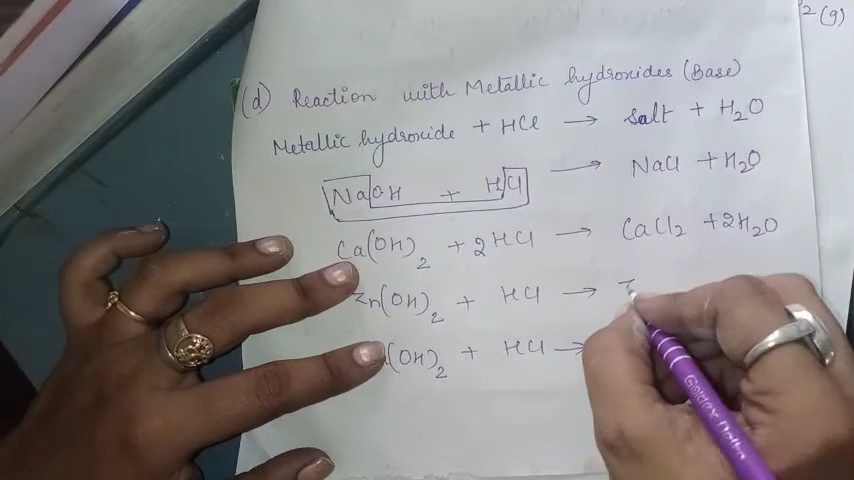 2 (g)
(d) Reaction with Metallic hydroxides (Base)
Metallic hydroxide + HCl → salt + H2O
NaOH + HCl → NaCl + H2O
Ca(OH)2 + 2HCl → CaCl2 + 2H2O
Zn(OH)2 + HCl →
(OH)2 + HCl →
Goldex